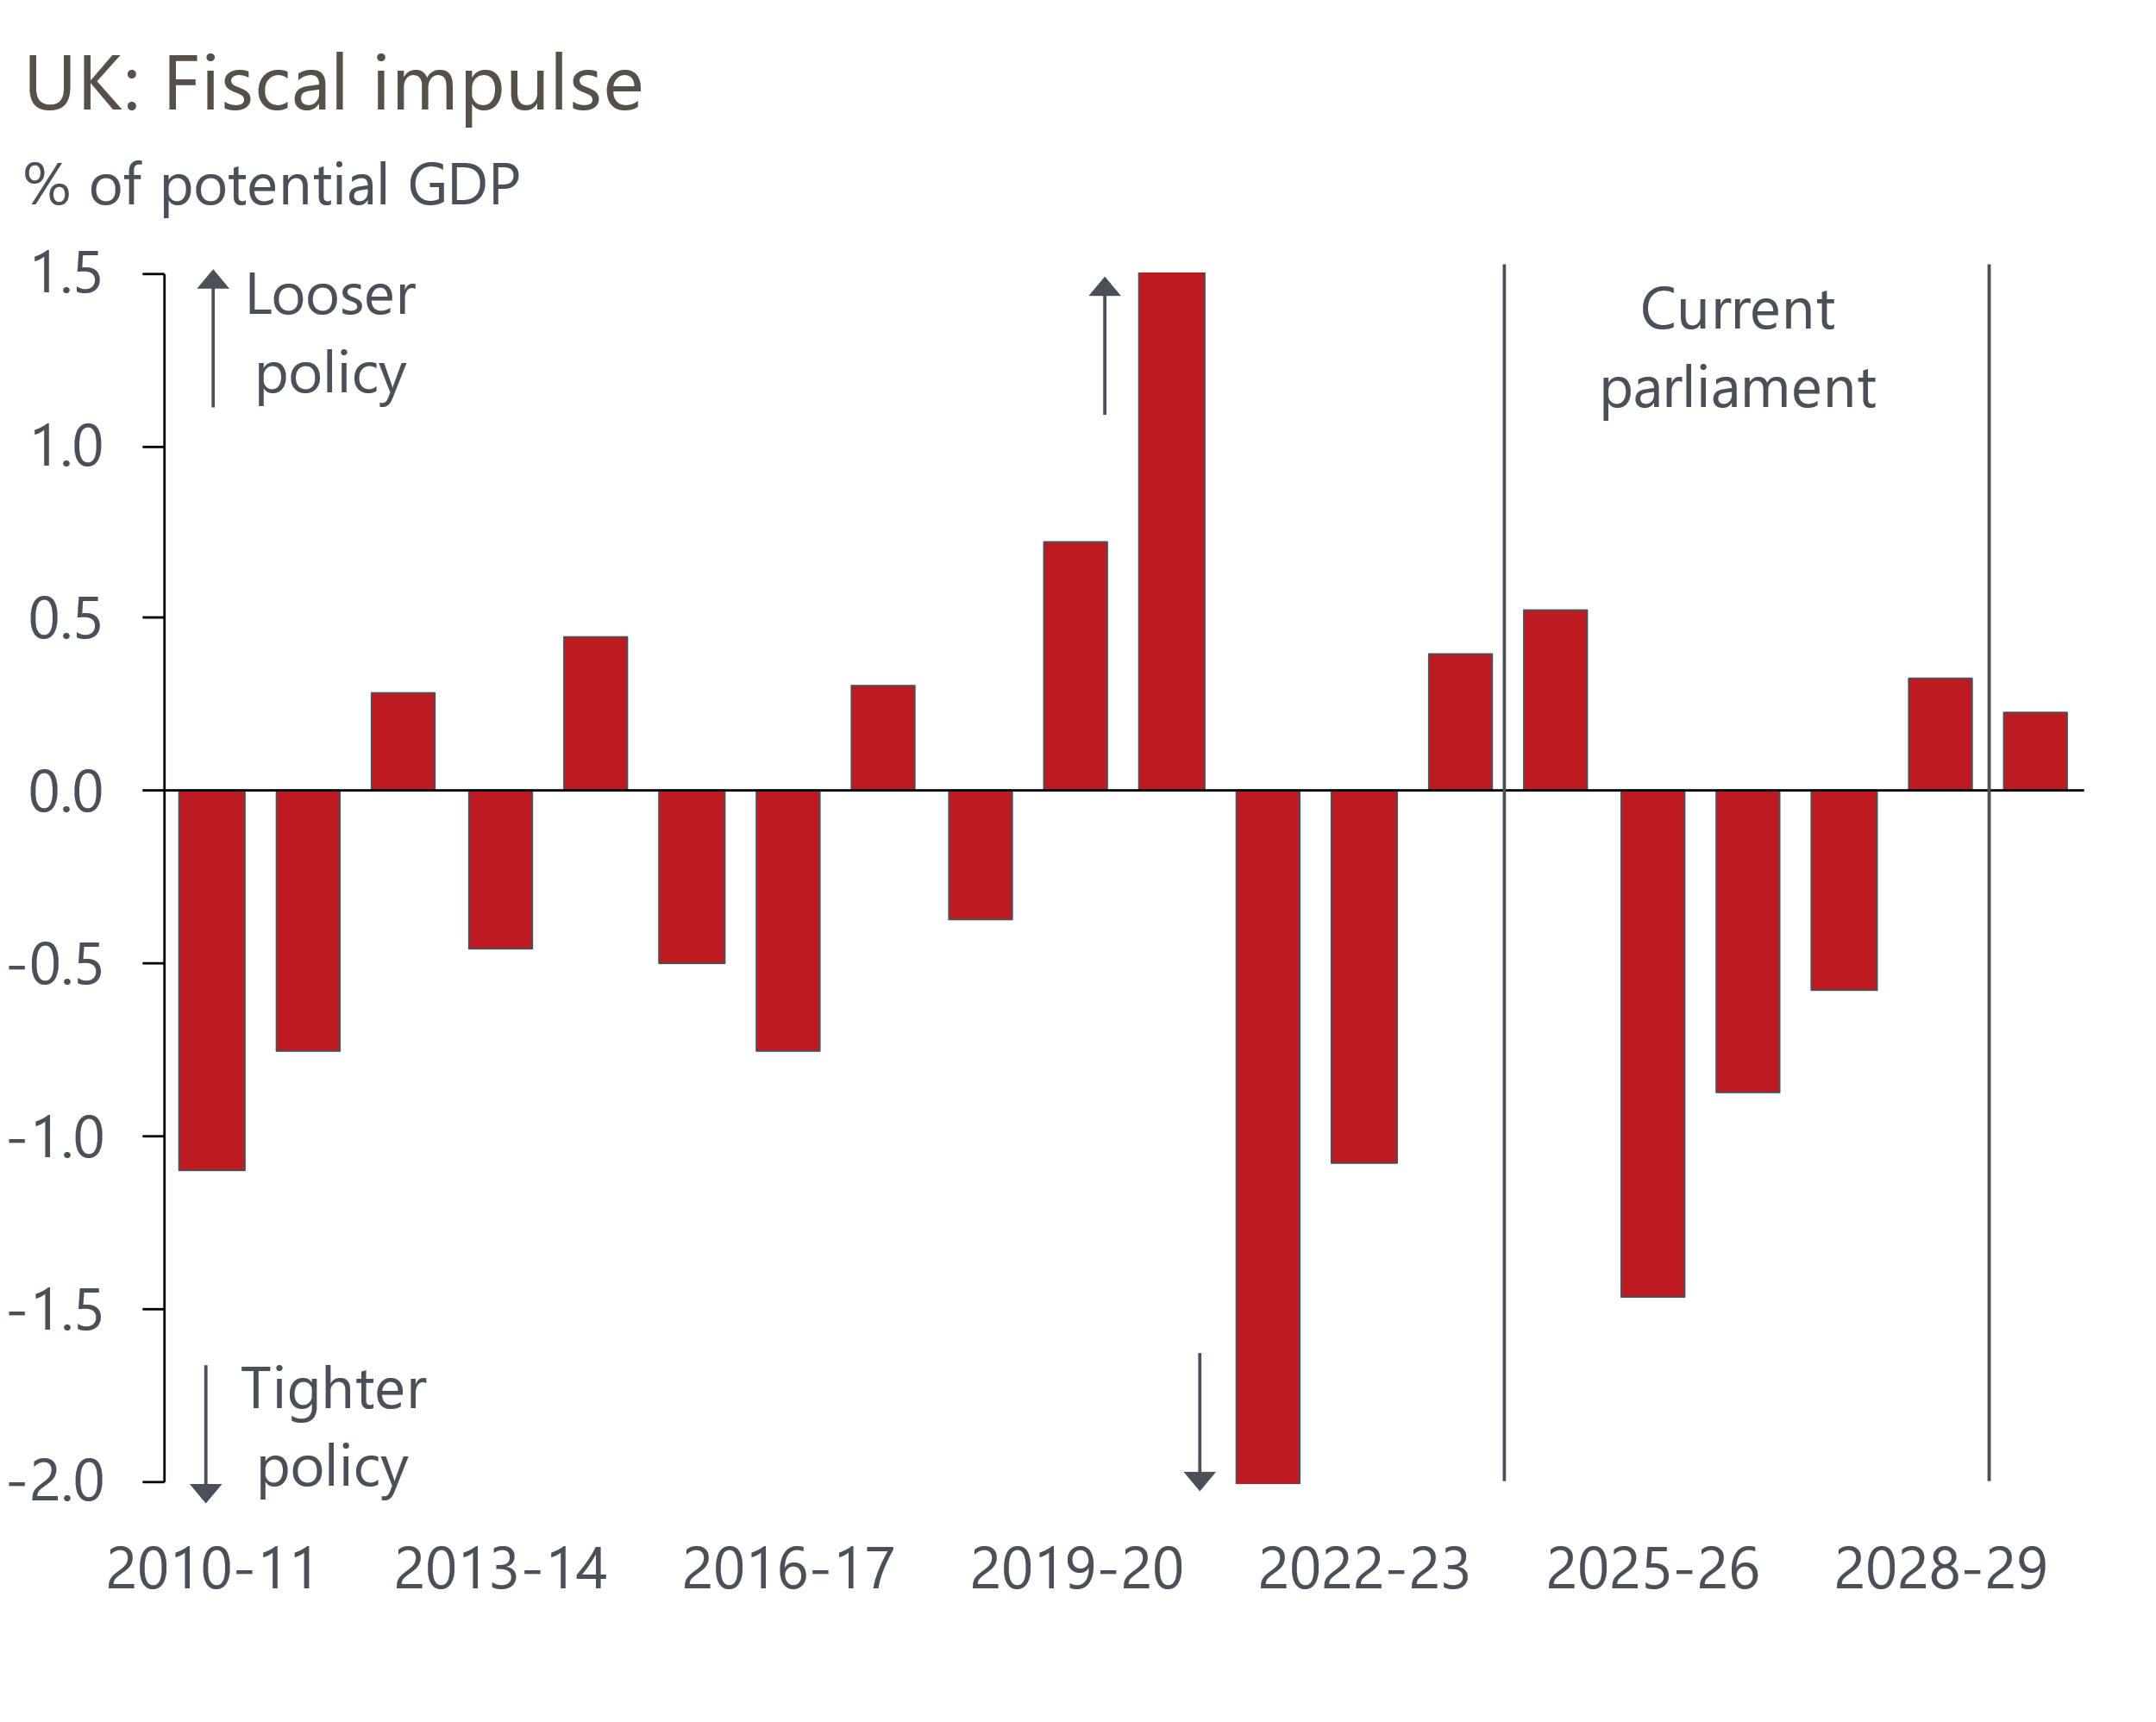 UK: Fiscal impulse
% of potential GDP
1.5
1.0
0.5
0.0
-0.5
-1.0
-1.5
-2.0
Looser
policy
Current
parliament
Tighter
policy
2010-11
2013-14
2016-17
2019-20
2022-23
2025-26
2028-29